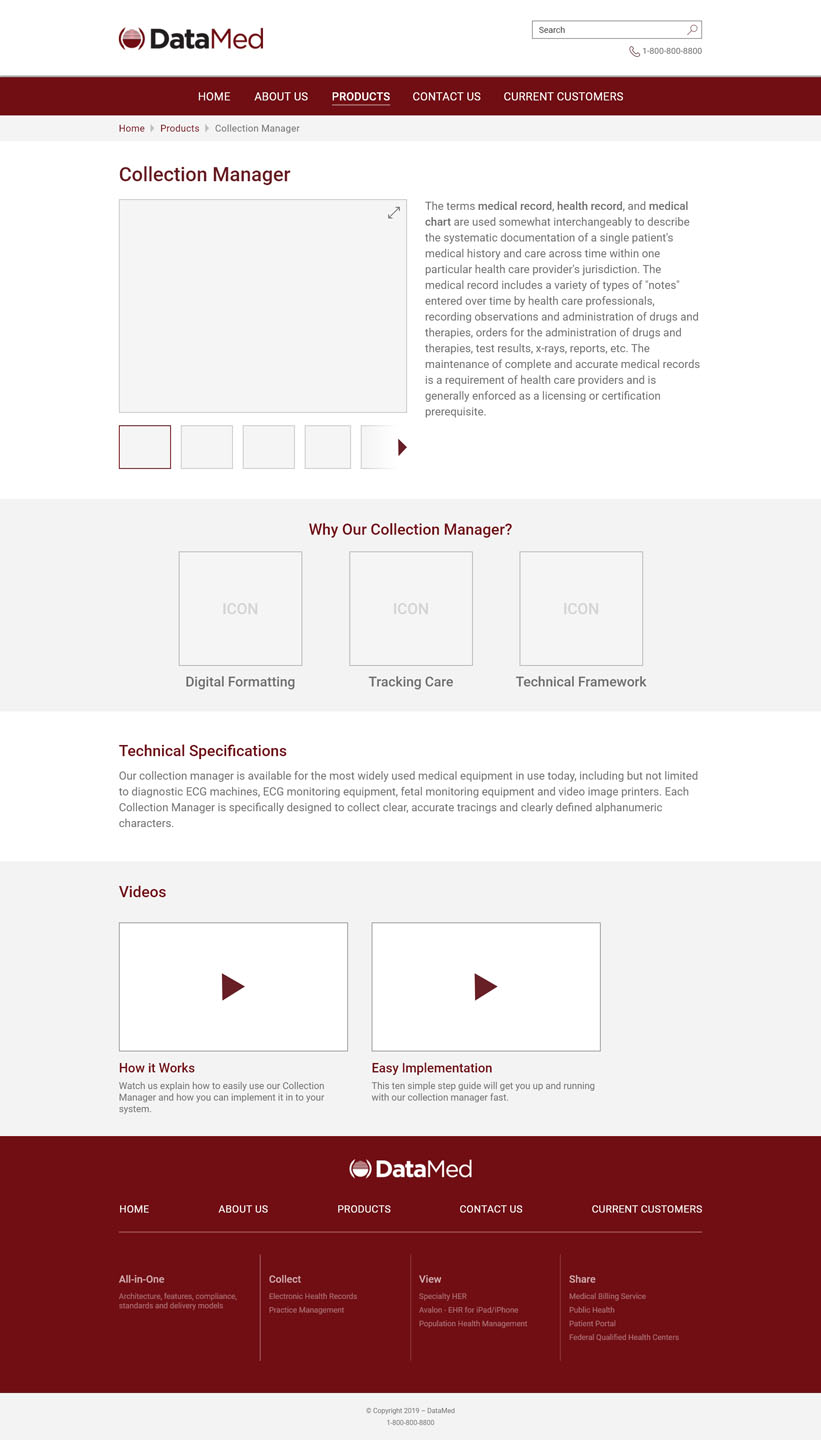 DataMed
Search
1-800-800-8800
HOME ABOUT US PRODUCTS CONTACT US CURRENT CUSTOMERS
Home Products Collection Manager
Collection Manager
The terms medical record, health record, and medical
chart are used somewhat interchangeably to describe
the systematic documentation of a single patient's
medical history and care across time within one
particular health care provider's jurisdiction. The
medical record includes a variety of types of "notes"
entered over time by health care professionals,
recording observations and administration of drugs and
therapies, orders for the administration of drugs and
therapies, test results, x-rays, reports, etc. The
maintenance of complete and accurate medical records
is a requirement of health care providers and is
generally enforced as a licensing or certification
prerequisite.
Why Our Collection Manager?
ICON ICON ICON
Digital Formatting Tracking Care Technical Framework
Technical Specifications
Our collection manager is available for the most widely used medical equipment in use today, including but not limited
to diagnostic ECG machines, ECG monitoring equipment, fetal monitoring equipment and video image printers. Each
Collection Manager is specifically designed to collect clear, accurate tracings and clearly defined alphanumeric
characters.
Videos
How it Works
Watch us explain how to easily use our Collection
Manager and how you can implement it in to your
system.
Easy Implementation
This ten simple step guide will get you up and running
with our collection manager fast.
DataMed
HOME ABOUT US PRODUCTS CONTACT US CURRENT CUSTOMERS
All-in-One
Architecture, features, compliance,
standards and delivery models
Collect
Electronic Health Records
Practice Management
View
Specialty HER
Avalon - EHR for iPad/iPhone
Population Health Management
Share
Medical Billing Service
Public Health
Patient Portal
Federal Qualified Health Centers
© Copyright 2019 – DataMed
1-800-800-8800